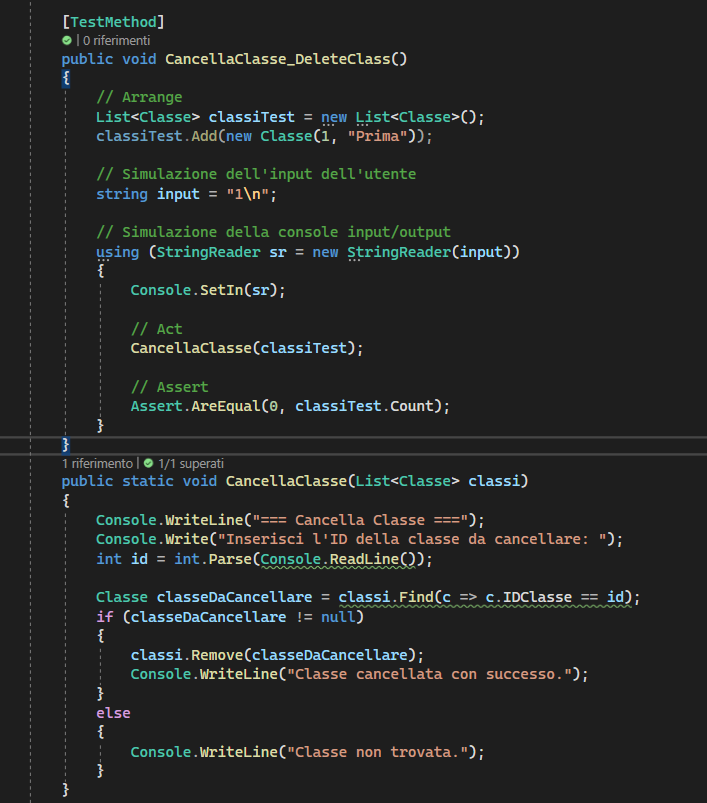 [TestMethod]
| 0 riferimenti
public void CancellaClasse_DeleteClass()
{
// Arrange
List<Classe> classiTest = new List<Classe>();
classiTest.Add(new Classe(1, "Prima"));
// Simulazione dell'input dell'utente
string input = "1\n";
// Simulazione della console input/output
using (StringReader sr = new StringReader(input))
{
Console.SetIn(sr);
// Act
CancellaClasse(classiTest);
// Assert
Assert.AreEqual(0, classiTest.Count);
}
}
1 riferimento | 1/1 superati
public static void CancellaClasse(List<Classe> classi)
{
Console.WriteLine("=== Cancella Classe ===");
Console.Write("Inserisci l'ID della classe da cancellare: ");
int id = int.Parse(Console.ReadLine());
Classe classeDaCancellare = classi.Find(c => c.IDClasse == id);
if (classeDaCancellare != null)
{
classi.Remove(classeDaCancellare);
Console.WriteLine("Classe cancellata con successo.");
}
else
{
Console.WriteLine("Classe non trovata.");
}
}